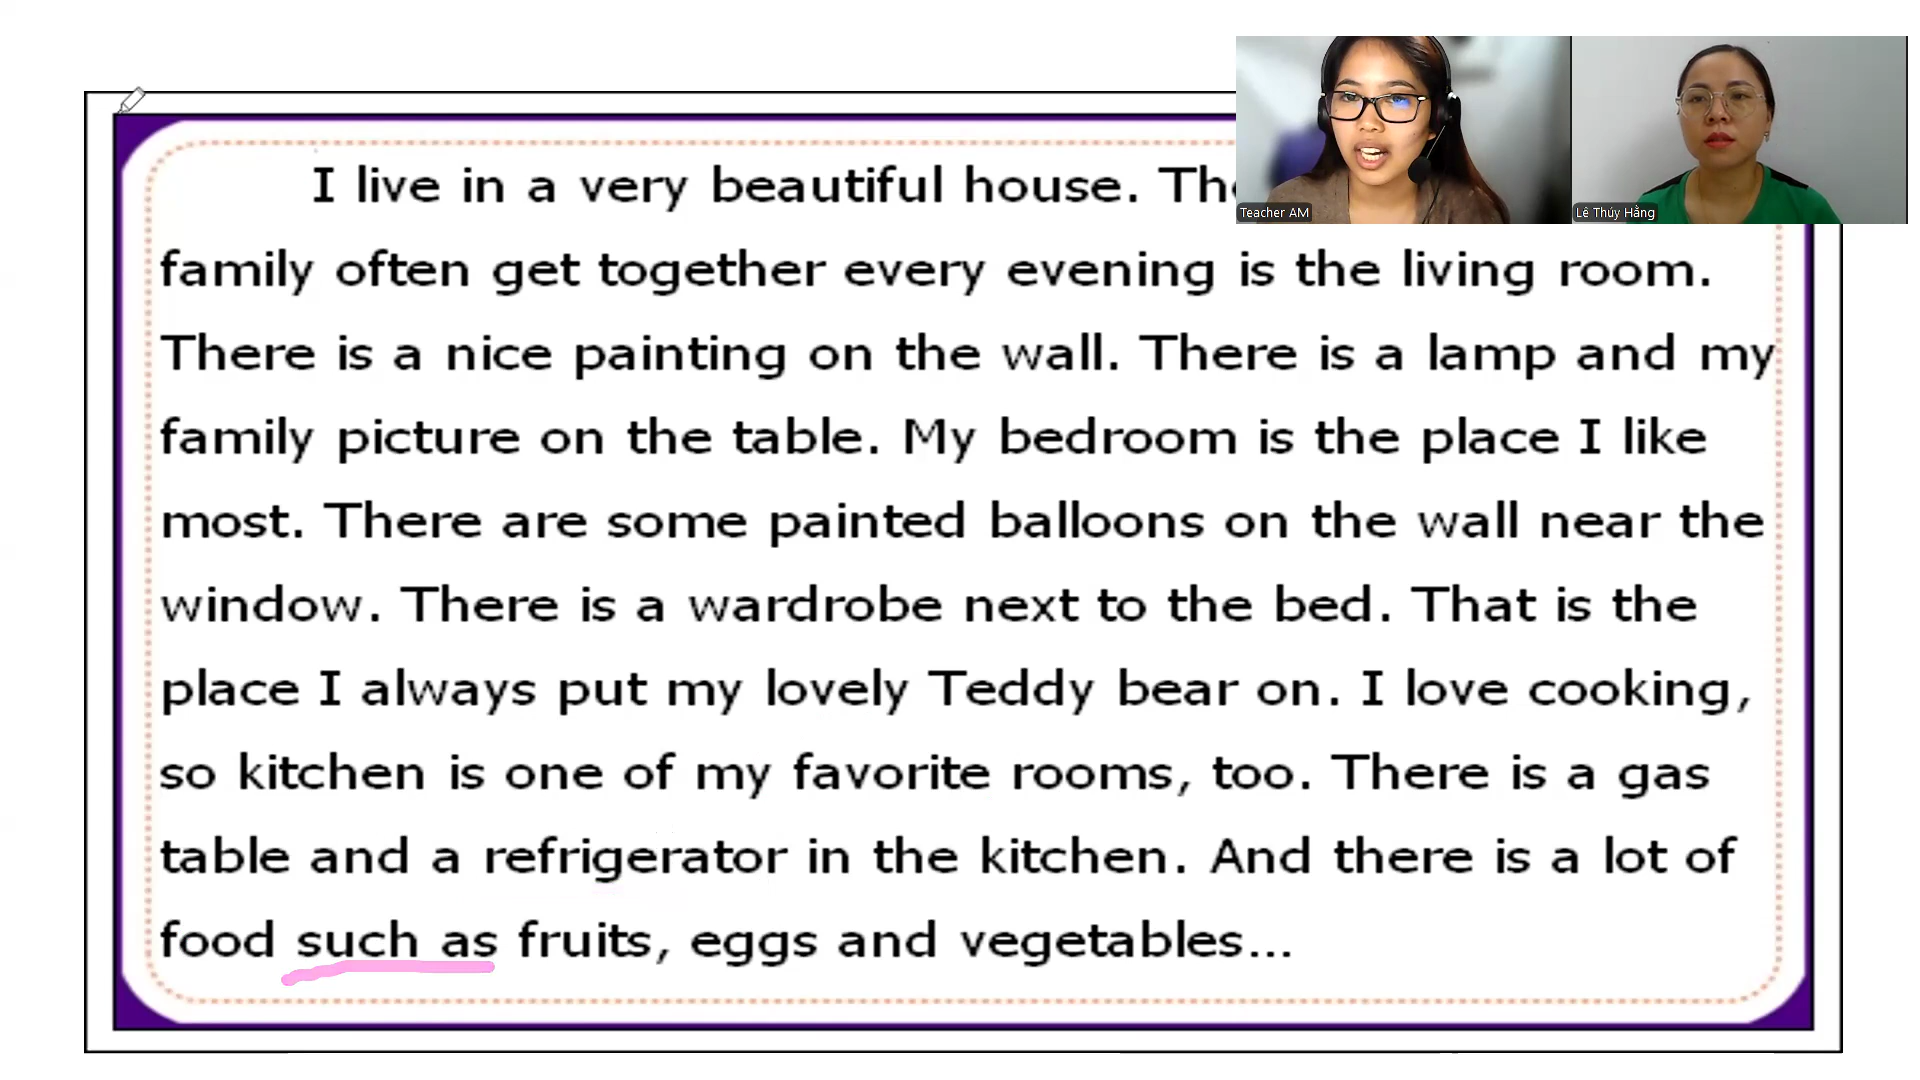 I live in a very beautiful house.
family often get together every evening is the living room.
There is a nice painting on the wall. There is a lamp and my
family picture on the table. My bedroom is the place I like
most. There are some painted balloons on the wall near the
window. There is a wardrobe next to the bed. That is the
place I always put my lovely Teddy bear on. I love cooking,
so kitchen is one of my favorite rooms, too. There is a gas
table and a refrigerator in the kitchen. And there is a lot of
food such as fruits, eggs and vegetables...
Teacher AM
Lê Thúy Hằng